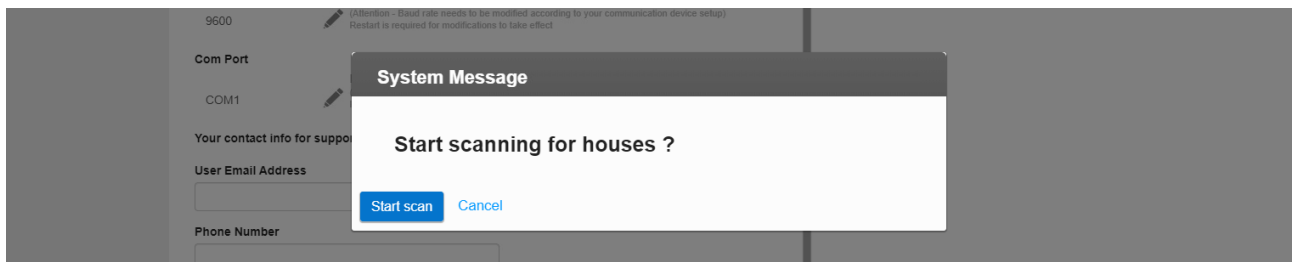 9600
(Attention - Baud rate needs to be modified according to your communication device setup)
Restart is required for modifications to take effect
Com Port
System Message
COM1
Start scanning for houses ?
Your contact info for suppo
User Email Address
Start scan Cancel
Phone Number